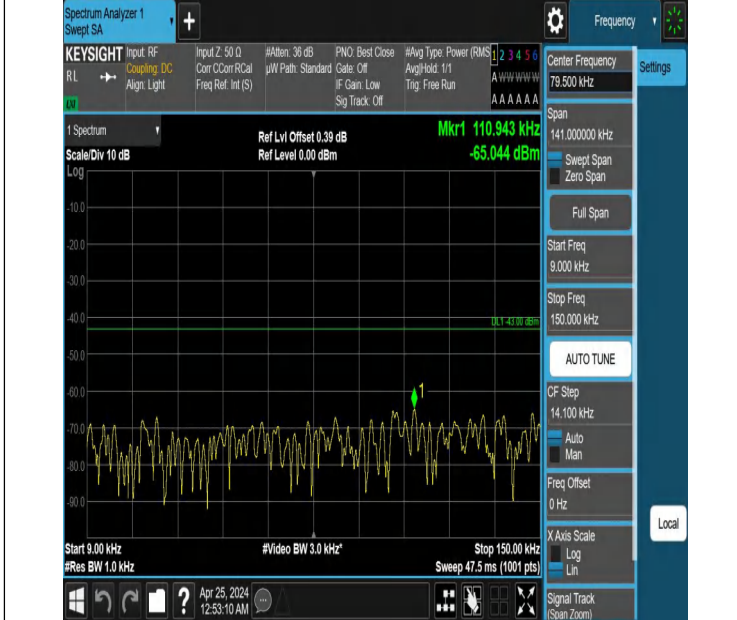 Spectrum Analyzer 1
Swept SA
+
Frequency
KEYSIGHT
RL
LXI
Input: RF
Coupling: DC
Align: Light
Input Z: 50 Ω
Corr CCorr RCal
Freq Ref: Int (S)
#Atten: 36 dB
µW Path: Standard
PNO: Best Close
Gate: Off
IF Gain: Low
Sig Track: Off
#Avg Type: Power (RMS
Avg|Hold: 1/1
Trig: Free Run
1 2 3 4 5 6
A W W W W W
A A A A A A
1 Spectrum
Scale/Div 10 dB
Ref Lvl Offset 0.39 dB
Ref Level 0.00 dBm
Mkr1 110.943 kHz
-65.044 dBm
Log
-10.0
-20.0
-30.0
-40.0
-50.0
-60.0
-70.0
-80.0
-90.0
DL1 -43.00 dBm
1
Start 9.00 kHz
#Res BW 1.0 kHz
#Video BW 3.0 kHz*
Stop 150.00 kHz
Sweep 47.5 ms (1001 pts)
?
Apr 25, 2024
12:53:10 AM
Center Frequency
79.500 kHz
Settings
Span
141.000000 kHz
Swept Span
Zero Span
Full Span
Start Freq
9.000 kHz
Stop Freq
150.000 kHz
AUTO TUNE
CF Step
14.100 kHz
Auto
Man
Freq Offset
0 Hz
X Axis Scale
Log
Lin
Local
Signal Track
(Span Zoom)